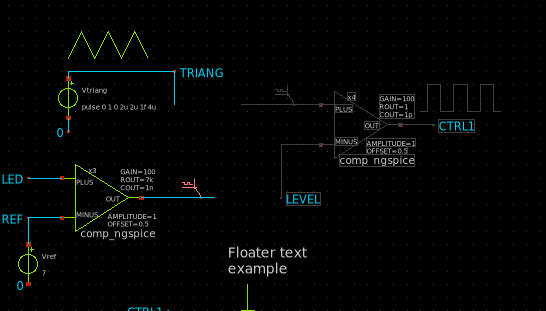 TRIANG
Vtriang
pulse 0 1 0 2u 2u 1f 4u
0
x4
PLUS
GAIN=100
ROUT=1
COUT=1p
OUT
CTRL1
MINUS
AMPLITUDE=1
OFFSET=0.5
comp_ngspice
LEVEL
LED
x3
PLUS
GAIN=100
ROUT=7k
COUT=1n
OUT
REF
MINUS
AMPLITUDE=1
OFFSET=0.5
comp_ngspice
Vref
7
0
Floater text
example
CTRL1